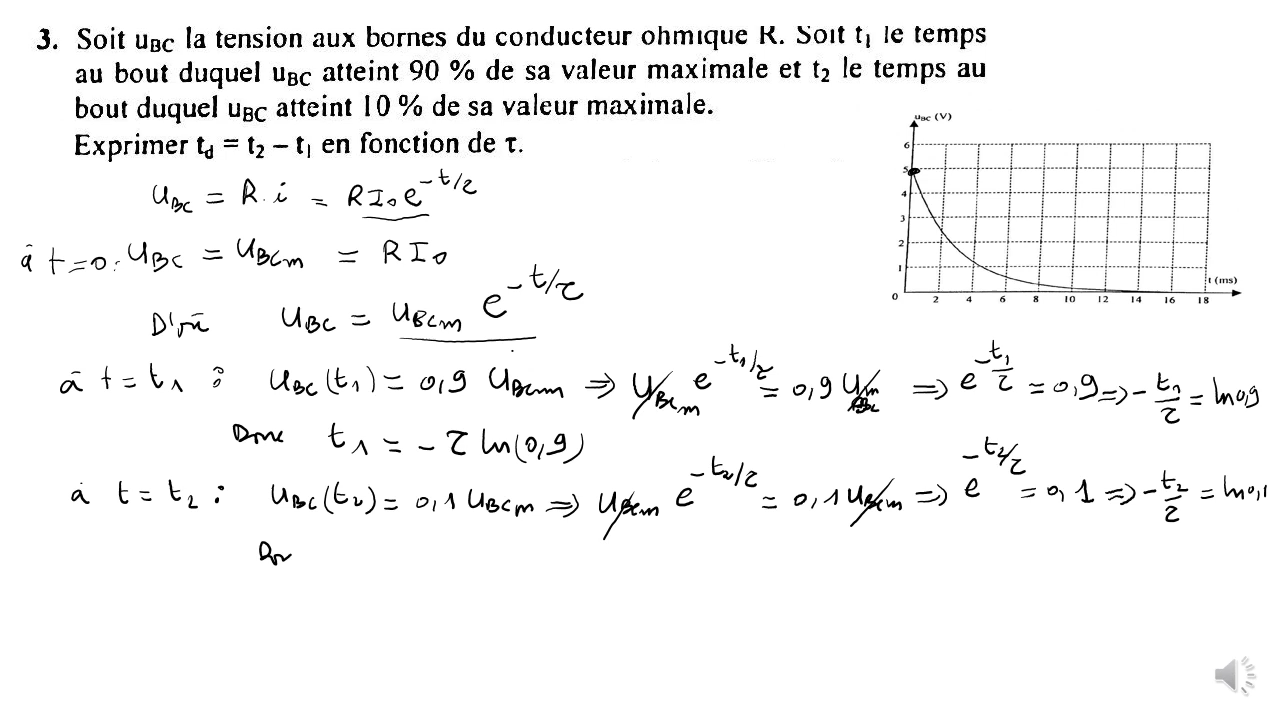 3. Soit uBC la tension aux bornes du conducteur ohmique R. Soit t1 le temps
au bout duquel uBC atteint 90 % de sa valeur maximale et t2 le temps au
bout duquel uBC atteint 10 % de sa valeur maximale.
Exprimer td = t2 – t1 en fonction de τ.
uBC (V)
6
5
4
3
2
1
0 2 4 6 8 10 12 14 16 18
t (ms)
UBC = R.i = RI0 e^-t/τ
à t=0: UBC = UBCm = RI0
D'où UBC = UBCm e^-t/τ
à t=t1 : UBC(t1) = 0,9 UBCm => UBCm e^-t1/τ = 0,9 UBCm => e^-t1/τ = 0,9 => -t1/τ = ln0,9
Donc t1 = -τ ln(0,9)
à t=t2 : UBC(t2) = 0,1 UBCm => UBCm e^-t2/τ = 0,1 UBCm => e^-t2/τ = 0,1 => -t2/τ = ln0,1